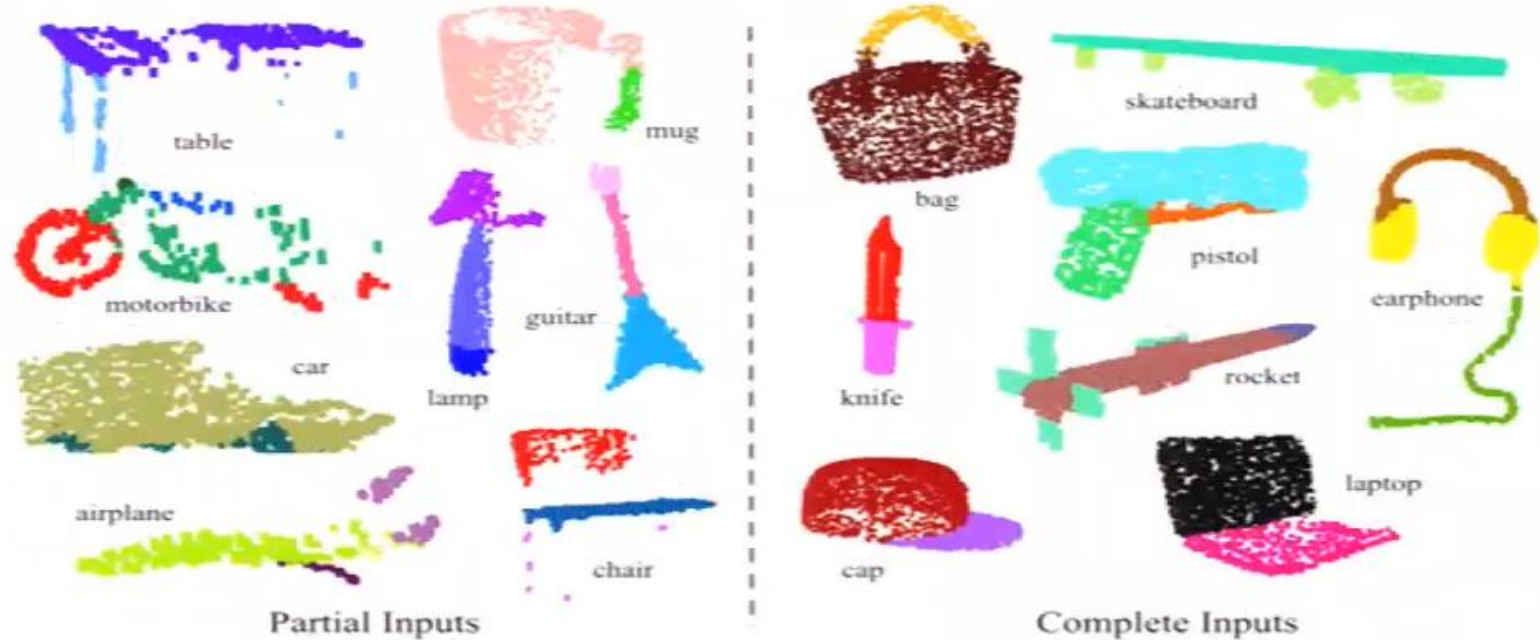 table
mug
motorbike
guitar
car
lamp
airplane
chair
Partial Inputs
skateboard
bag
pistol
earphone
knife
rocket
laptop
cap
Complete Inputs